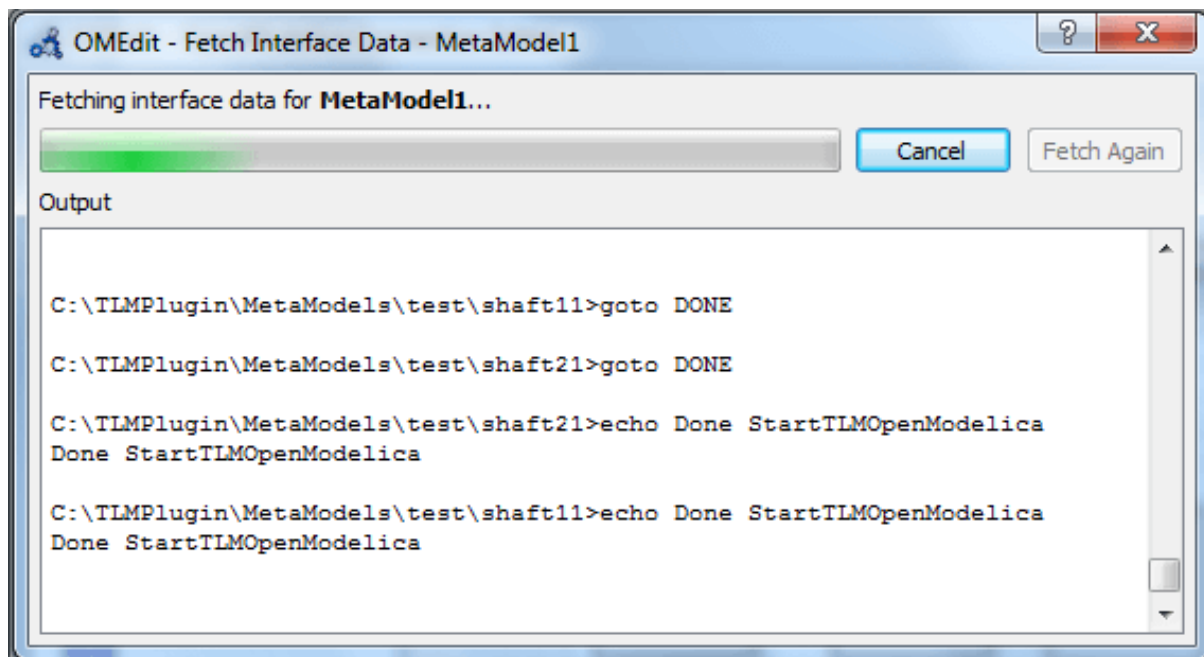 OMEdit - Fetch Interface Data - MetaModel1
Fetching interface data for MetaModel1...
Cancel
Fetch Again
Output
C:\TLMPlugin\MetaModels\test\shaft11>goto DONE
C:\TLMPlugin\MetaModels\test\shaft21>goto DONE
C:\TLMPlugin\MetaModels\test\shaft21>echo Done StartTLMOpenModelica
Done StartTLMOpenModelica
C:\TLMPlugin\MetaModels\test\shaft11>echo Done StartTLMOpenModelica
Done StartTLMOpenModelica